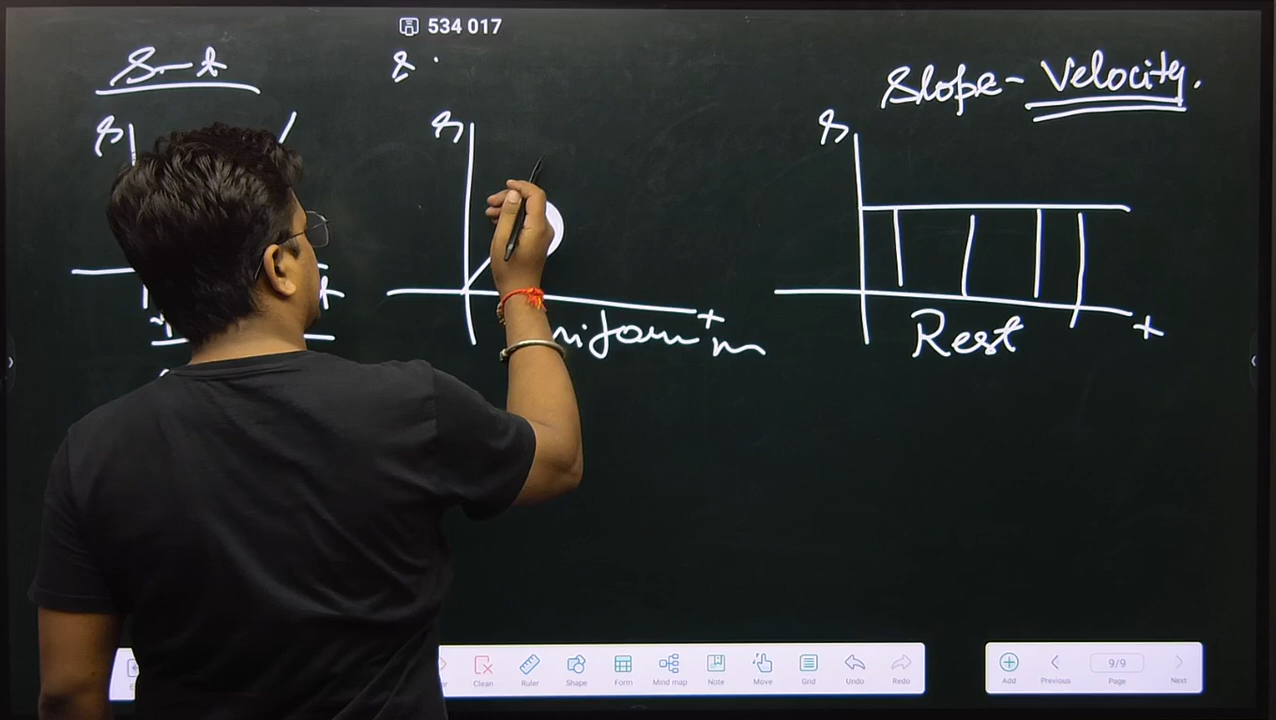 534 017
s-t
Slope- Velocity.
s
s
s
t
t
t
Rest
Clean
Ruler
Shape
Form
Mind map
Note
Move
Grid
Undo
Redo
Add
Previous
9/9
Page
Next